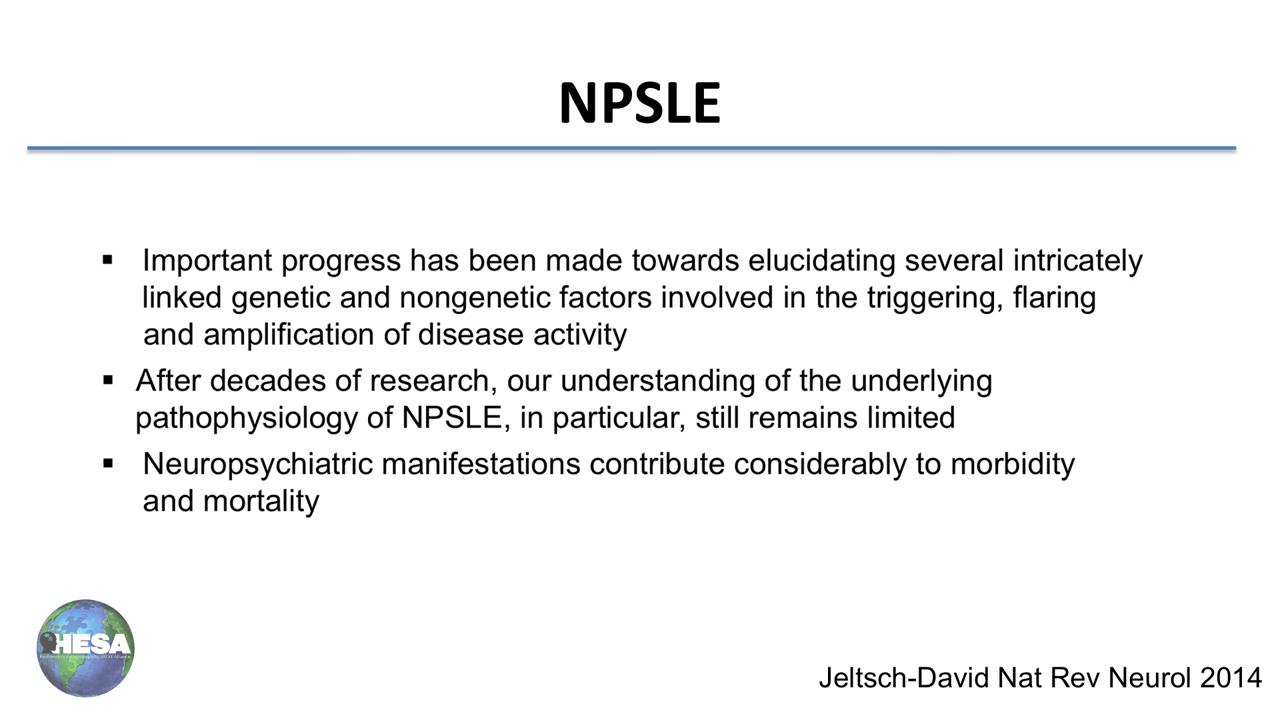 NPSLE
▪ Important progress has been made towards elucidating several intricately
linked genetic and nongenetic factors involved in the triggering, flaring
and amplification of disease activity
▪ After decades of research, our understanding of the underlying
pathophysiology of NPSLE, in particular, still remains limited
▪ Neuropsychiatric manifestations contribute considerably to morbidity
and mortality
HESA
Jeltsch-David Nat Rev Neurol 2014